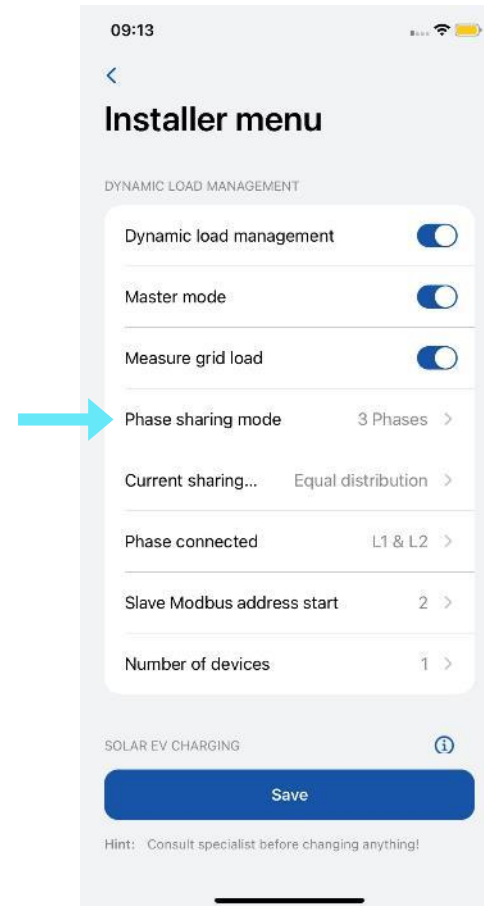 09:13
Installer menu
DYNAMIC LOAD MANAGEMENT
Dynamic load management
Master mode
Measure grid load
Phase sharing mode 3 Phases
Current sharing... Equal distribution
Phase connected L1 & L2
Slave Modbus address start 2
Number of devices 1
SOLAR EV CHARGING
Save
Hint: Consult specialist before changing anything!